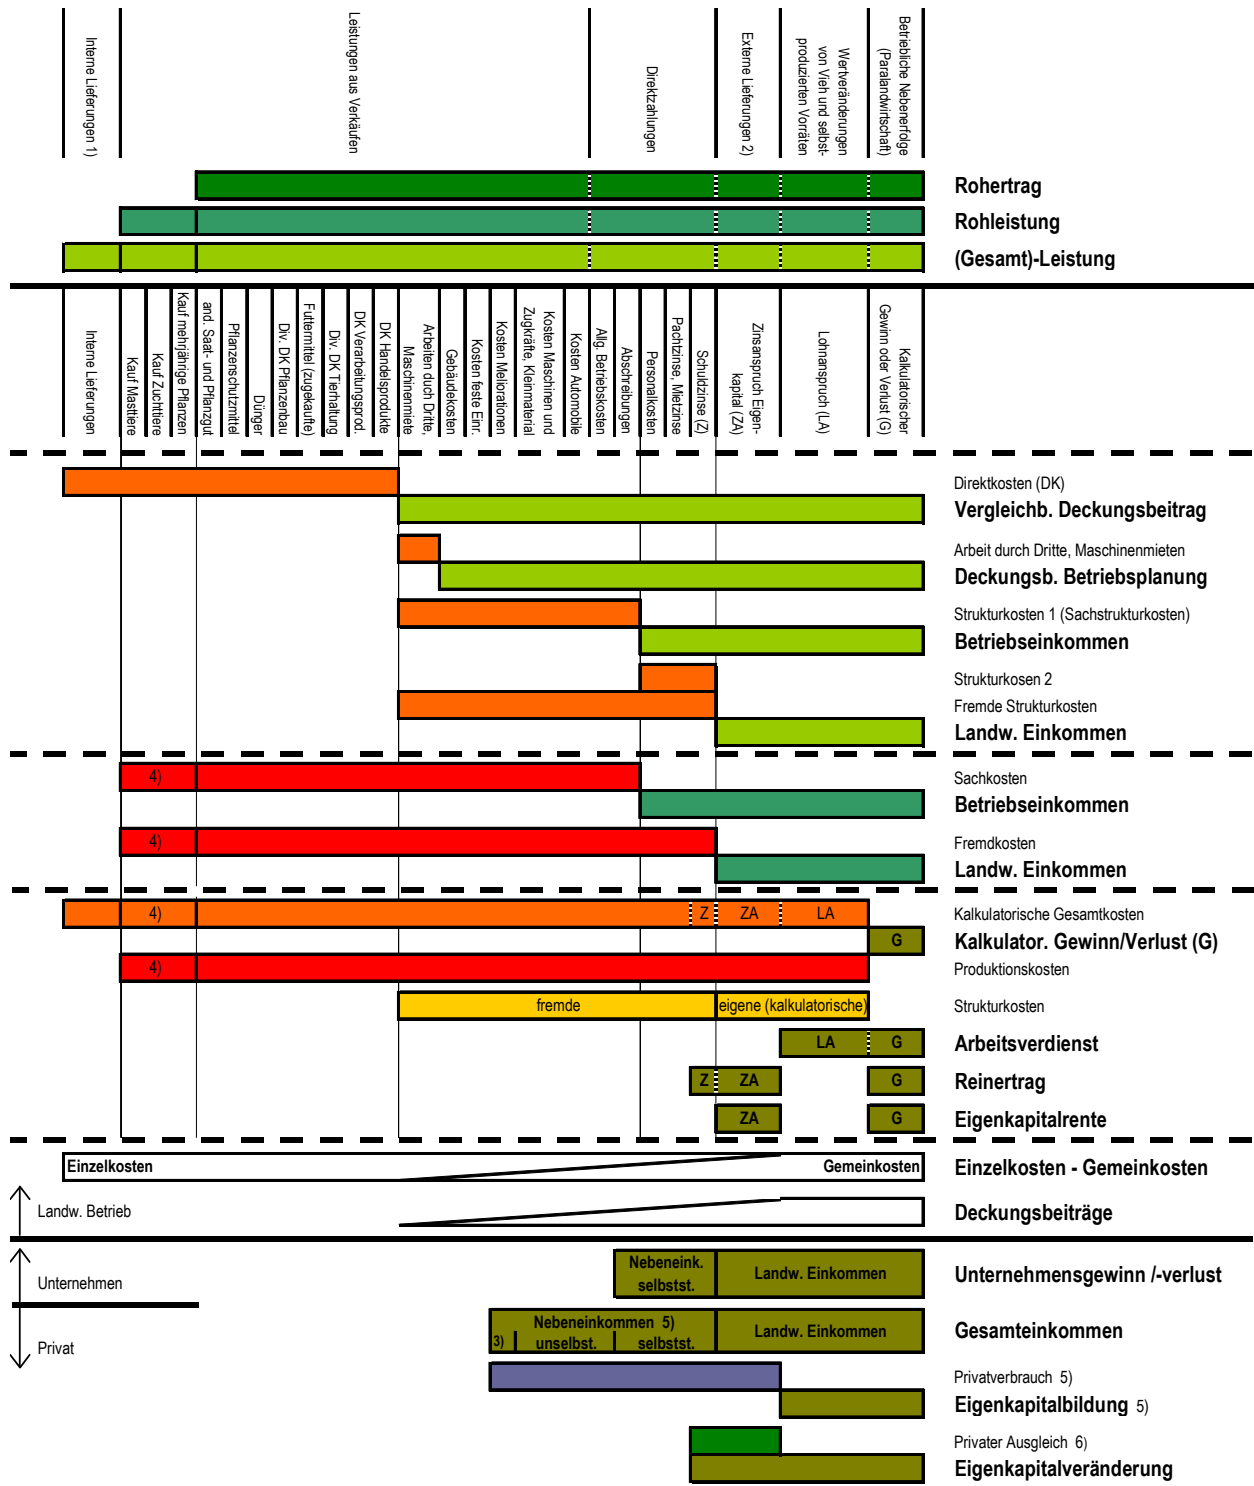 Interne Lieferungen 1)
Leistungen aus Verkäufen
Direktzahlungen
Externe Lieferungen 2)
Wertveränderungen
von Vieh und selbst-
produzierten Vorräten
Betriebliche Nebenerfolge
(Paralandwirtschaft)
Rohertrag
Rohleistung
(Gesamt)-Leistung
Interne Lieferungen
Kauf Masttiere
Kauf Zuchttiere
Kauf mehrjährige Pflanzen
and. Saat- und Pflanzgut
Pflanzenschutzmittel
Dünger
Div. DK Pflanzenbau
Futtermittel (zugekaufte)
Div. DK Tierhaltung
DK Verarbeitungsprod.
DK Handelsprodukte
Arbeiten duch Dritte,
Maschinenmiete
Gebäudekosten
Kosten feste Einr.
Kosten Meliorationen
Kosten Maschinen und
Zugkräfte, Kleinmaterial
Kosten Automobile
Allg. Betriebskosten
Abschreibungen
Personalkosten
Pachtzinse, Mietzinse
Schuldzinse (Z)
Zinsanspruch Eigen-
kapital (ZA)
Lohnanspruch (LA)
Kalkulatorischer
Gewinn oder Verlust (G)
Direktkosten (DK)
Vergleichb. Deckungsbeitrag
Arbeit durch Dritte, Maschinenmieten
Deckungsb. Betriebsplanung
Strukturkosten 1 (Sachstrukturkosten)
Betriebseinkommen
Strukturkosen 2
Fremde Strukturkosten
Landw. Einkommen
4)
Sachkosten
Betriebseinkommen
4)
Fremdkosten
Landw. Einkommen
4) Z ZA LA
Kalkulatorische Gesamtkosten
G
Kalkulator. Gewinn/Verlust (G)
4)
Produktionskosten
fremde eigene (kalkulatorische)
Strukturkosten
LA G
Arbeitsverdienst
Z ZA G
Reinertrag
ZA G
Eigenkapitalrente
Einzelkosten Gemeinkosten
Einzelkosten - Gemeinkosten
Landw. Betrieb
Deckungsbeiträge
Unternehmen
Nebeneink.
selbstst.
Landw. Einkommen
Unternehmensgewinn /-verlust
Privat
3)
Nebeneinkommen 5)
unselbst. selbstst.
Landw. Einkommen
Gesamteinkommen
Privatverbrauch 5)
Eigenkapitalbildung 5)
Privater Ausgleich 6)
Eigenkapitalveränderung